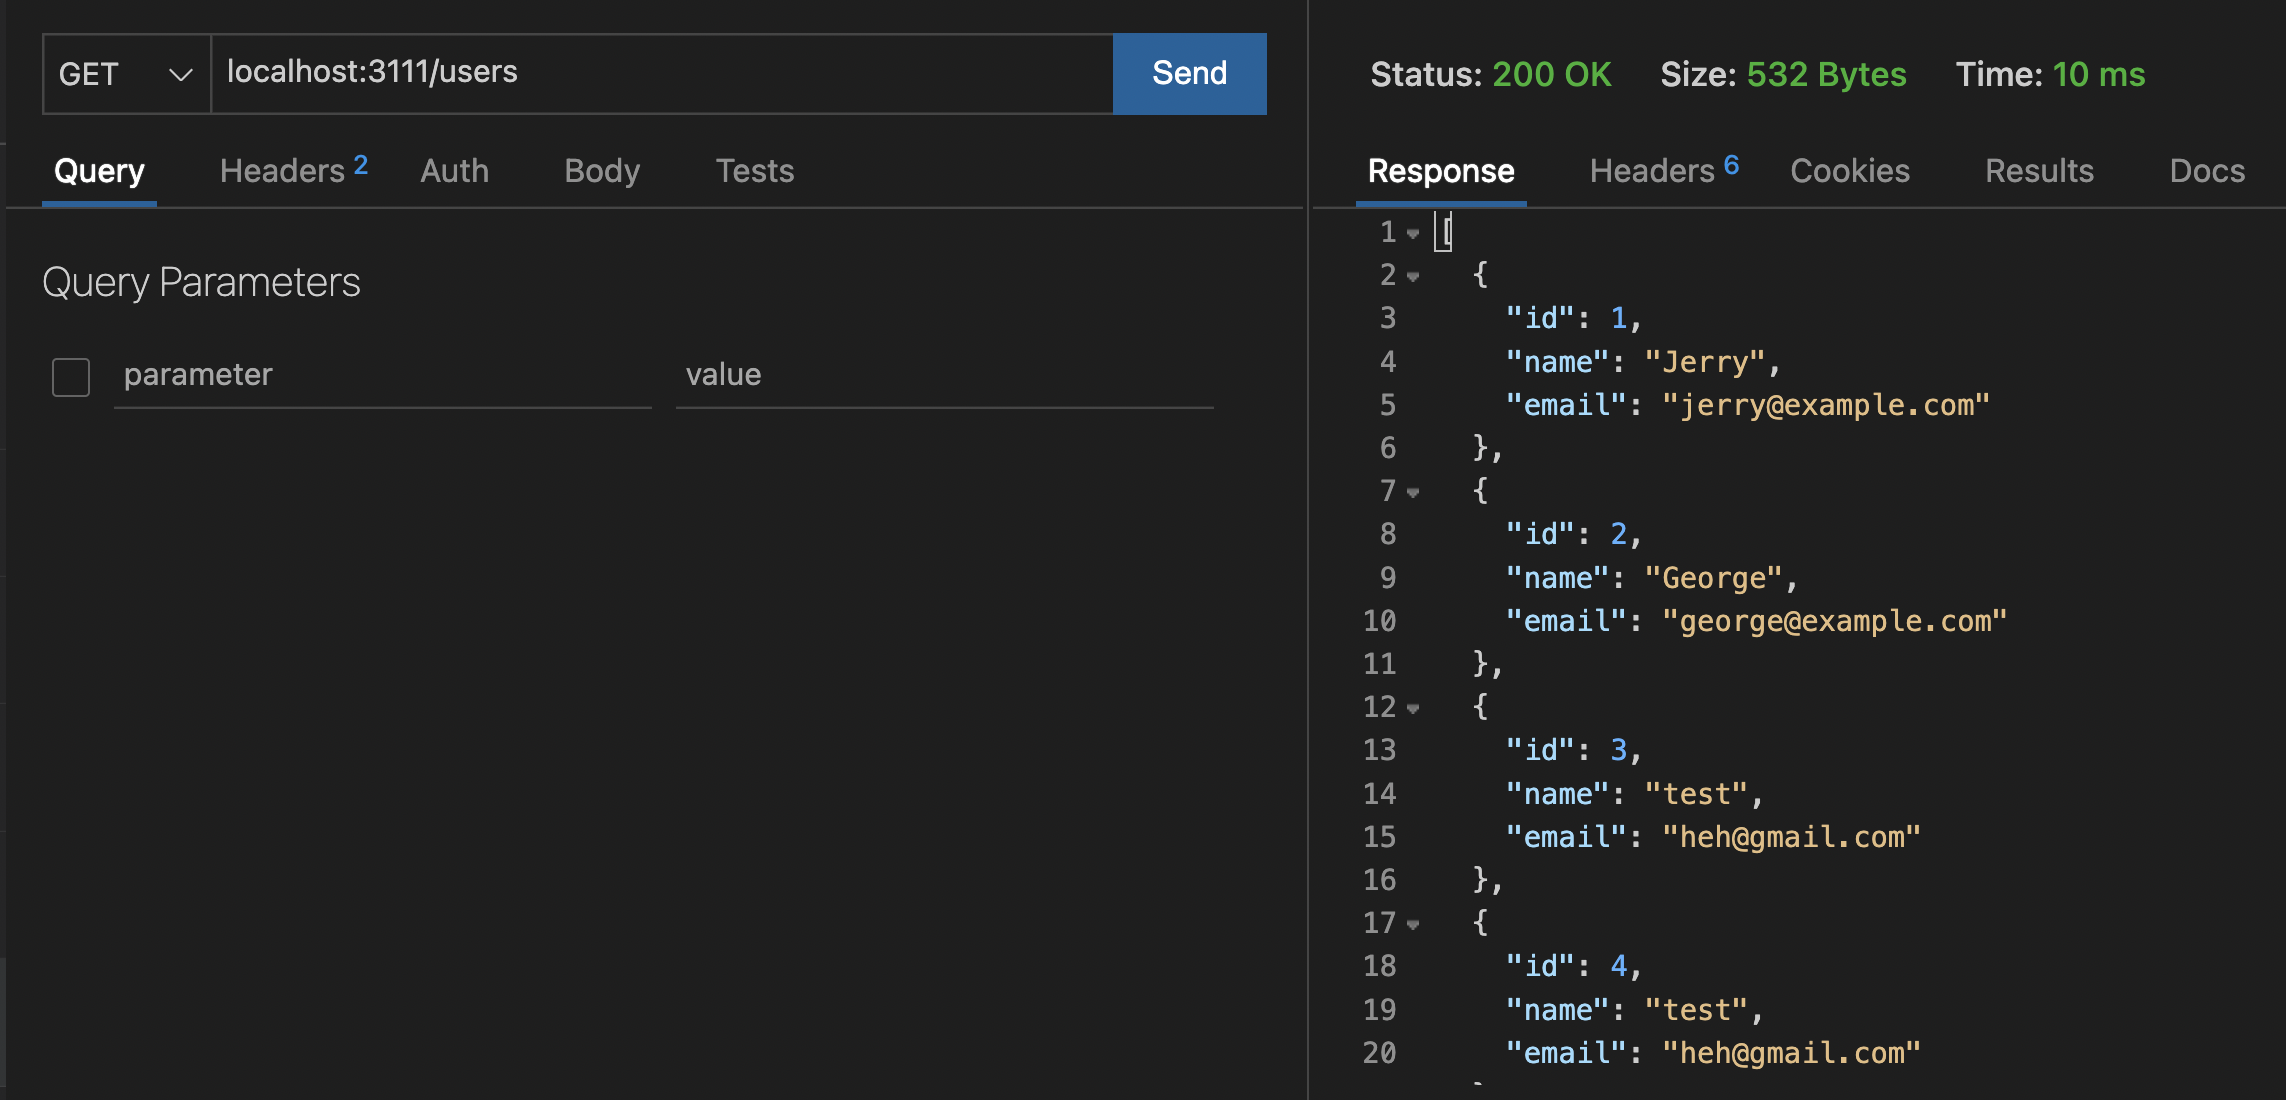 GET localhost:3111/users Send
Query Headers 2 Auth Body Tests
Query Parameters
parameter value
Status: 200 OK Size: 532 Bytes Time: 10 ms
Response Headers 6 Cookies Results Docs
1 [
2 {
3 "id": 1,
4 "name": "Jerry",
5 "email": "jerry@example.com"
6 },
7 {
8 "id": 2,
9 "name": "George",
10 "email": "george@example.com"
11 },
12 {
13 "id": 3,
14 "name": "test",
15 "email": "heh@gmail.com"
16 },
17 {
18 "id": 4,
19 "name": "test",
20 "email": "heh@gmail.com"